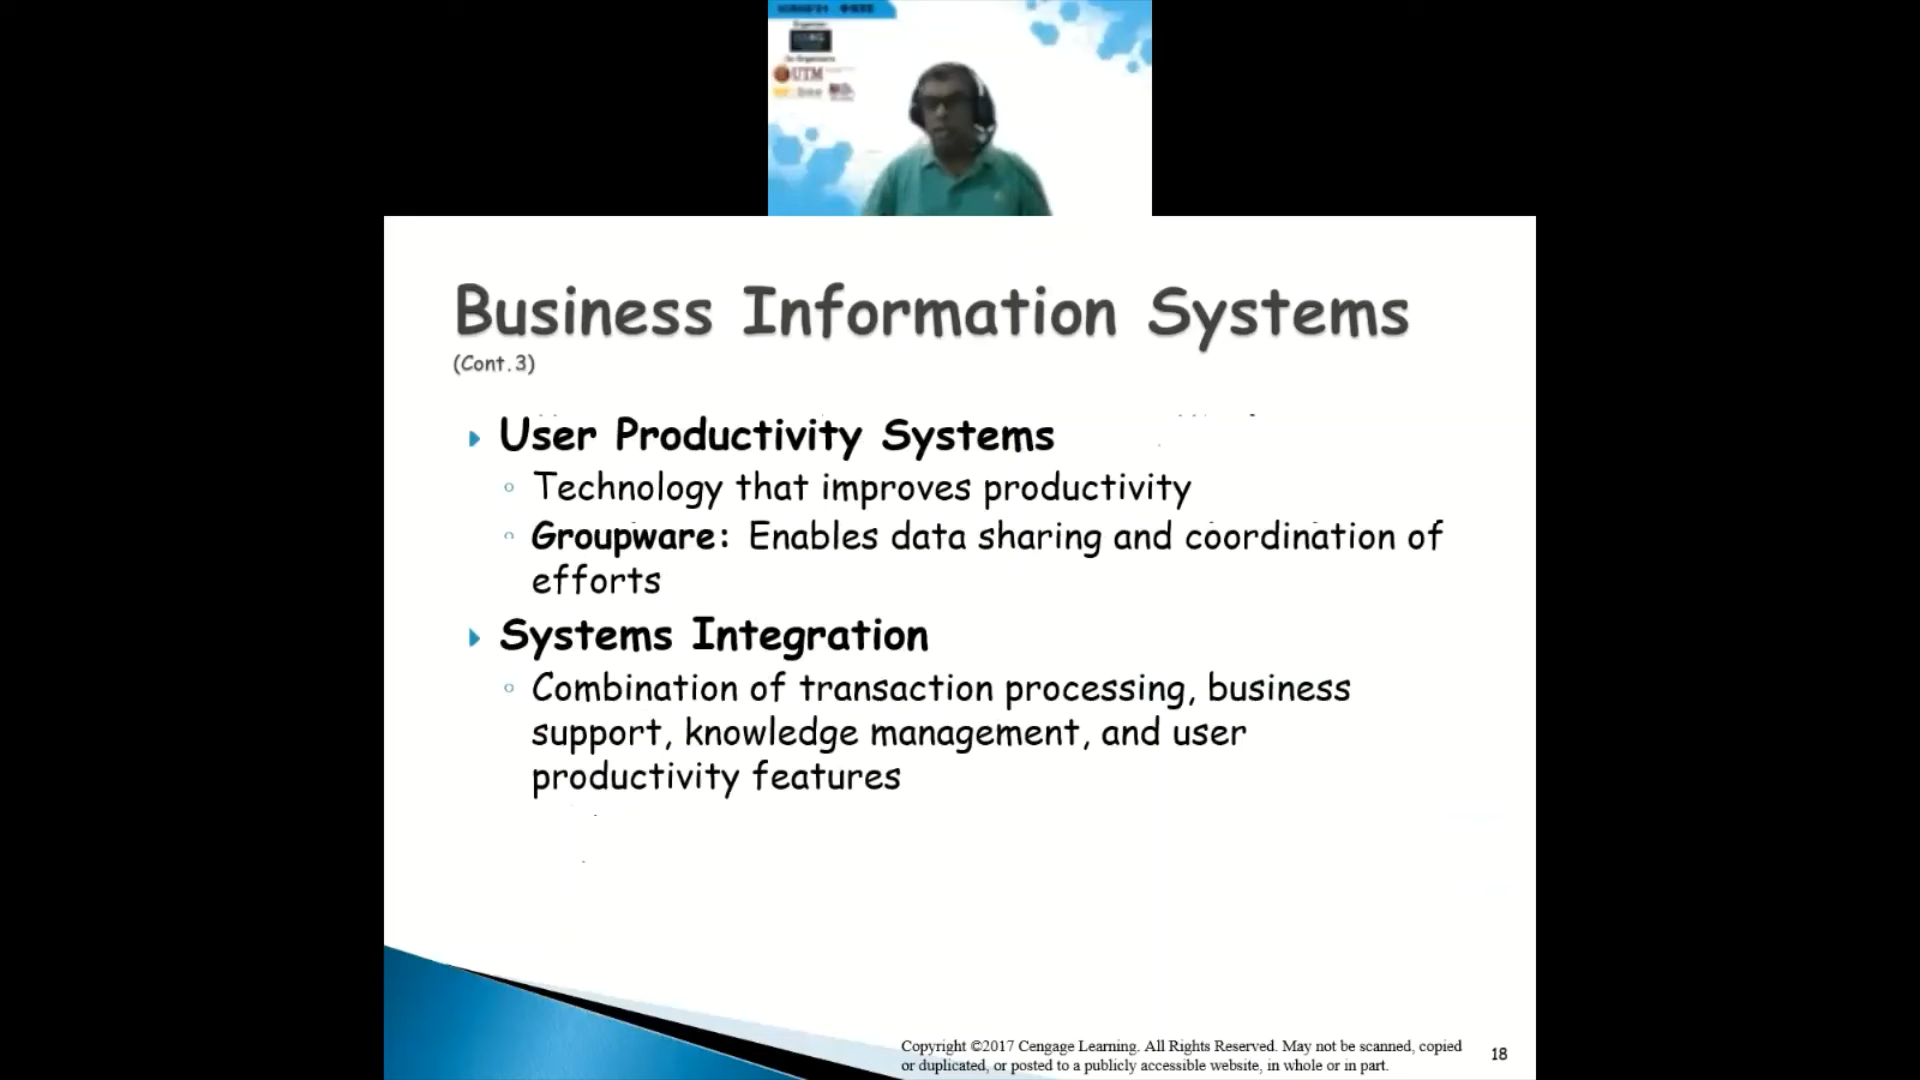 UTM
Business Information Systems
(Cont.3)
User Productivity Systems
Technology that improves productivity
Groupware: Enables data sharing and coordination of
efforts
Systems Integration
Combination of transaction processing, business
support, knowledge management, and user
productivity features
Copyright ©2017 Cengage Learning. All Rights Reserved. May not be scanned, copied
or duplicated, or posted to a publicly accessible website, in whole or in part.
18